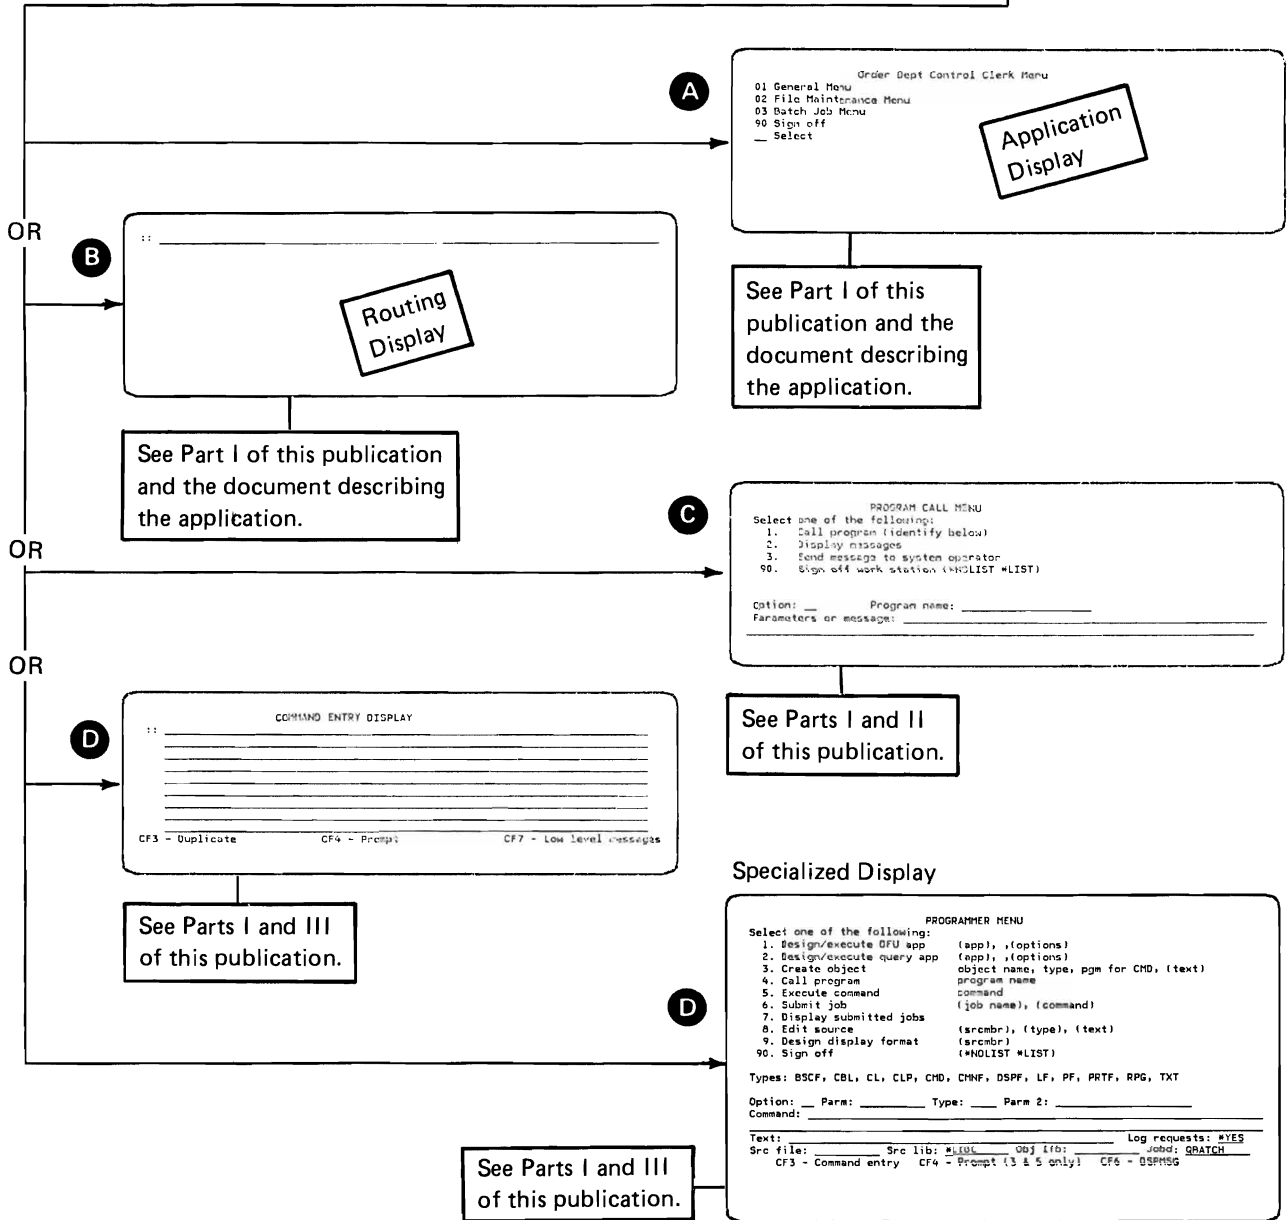 A
Order Dept Control Clerk Menu
01 General Menu
02 File Maintenance Menu
03 Batch Job Menu
90 Sign off
__ Select
Application
Display
See Part I of this
publication and the
document describing
the application.
OR
B
::
Routing
Display
See Part I of this publication
and the document describing
the application.
OR
C
PROGRAM CALL MENU
Select one of the following:
1. Call program (identify below)
2. Display messages
3. Send message to system operator
90. Sign off work station (*NOLIST *LIST)
Option: __ Program name: ____________
Parameters or message: ____________
See Parts I and II
of this publication.
OR
D
COMMAND ENTRY DISPLAY
::
CF3 - Duplicate CF4 - Prompt CF7 - Low level messages
See Parts I and III
of this publication.
Specialized Display
D
PROGRAMMER MENU
Select one of the following:
1. Design/execute DFU app (app), ,(options)
2. Design/execute query app (app), ,(options)
3. Create object object name, type, pgm for CMD, (text)
4. Call program program name
5. Execute command command
6. Submit job (job name), (command)
7. Display submitted jobs
8. Edit source (srcmbr), (type), (text)
9. Design display format (srcmbr)
90. Sign off (*NOLIST *LIST)
Types: BSCF, CBL, CL, CLP, CMD, CMNF, DSPF, LF, PF, PRTF, RPG, TXT
Option: __ Parm: ________ Type: ____ Parm 2: ____________
Command: ____________
Text: ____________ Log requests: *YES
Src file: ________ Src lib: *LIBL Obj lib: ________ Jobd: QBATCH
CF3 - Command entry CF4 - Prompt (3 & 5 only) CF6 - DSPMSG
See Parts I and III
of this publication.